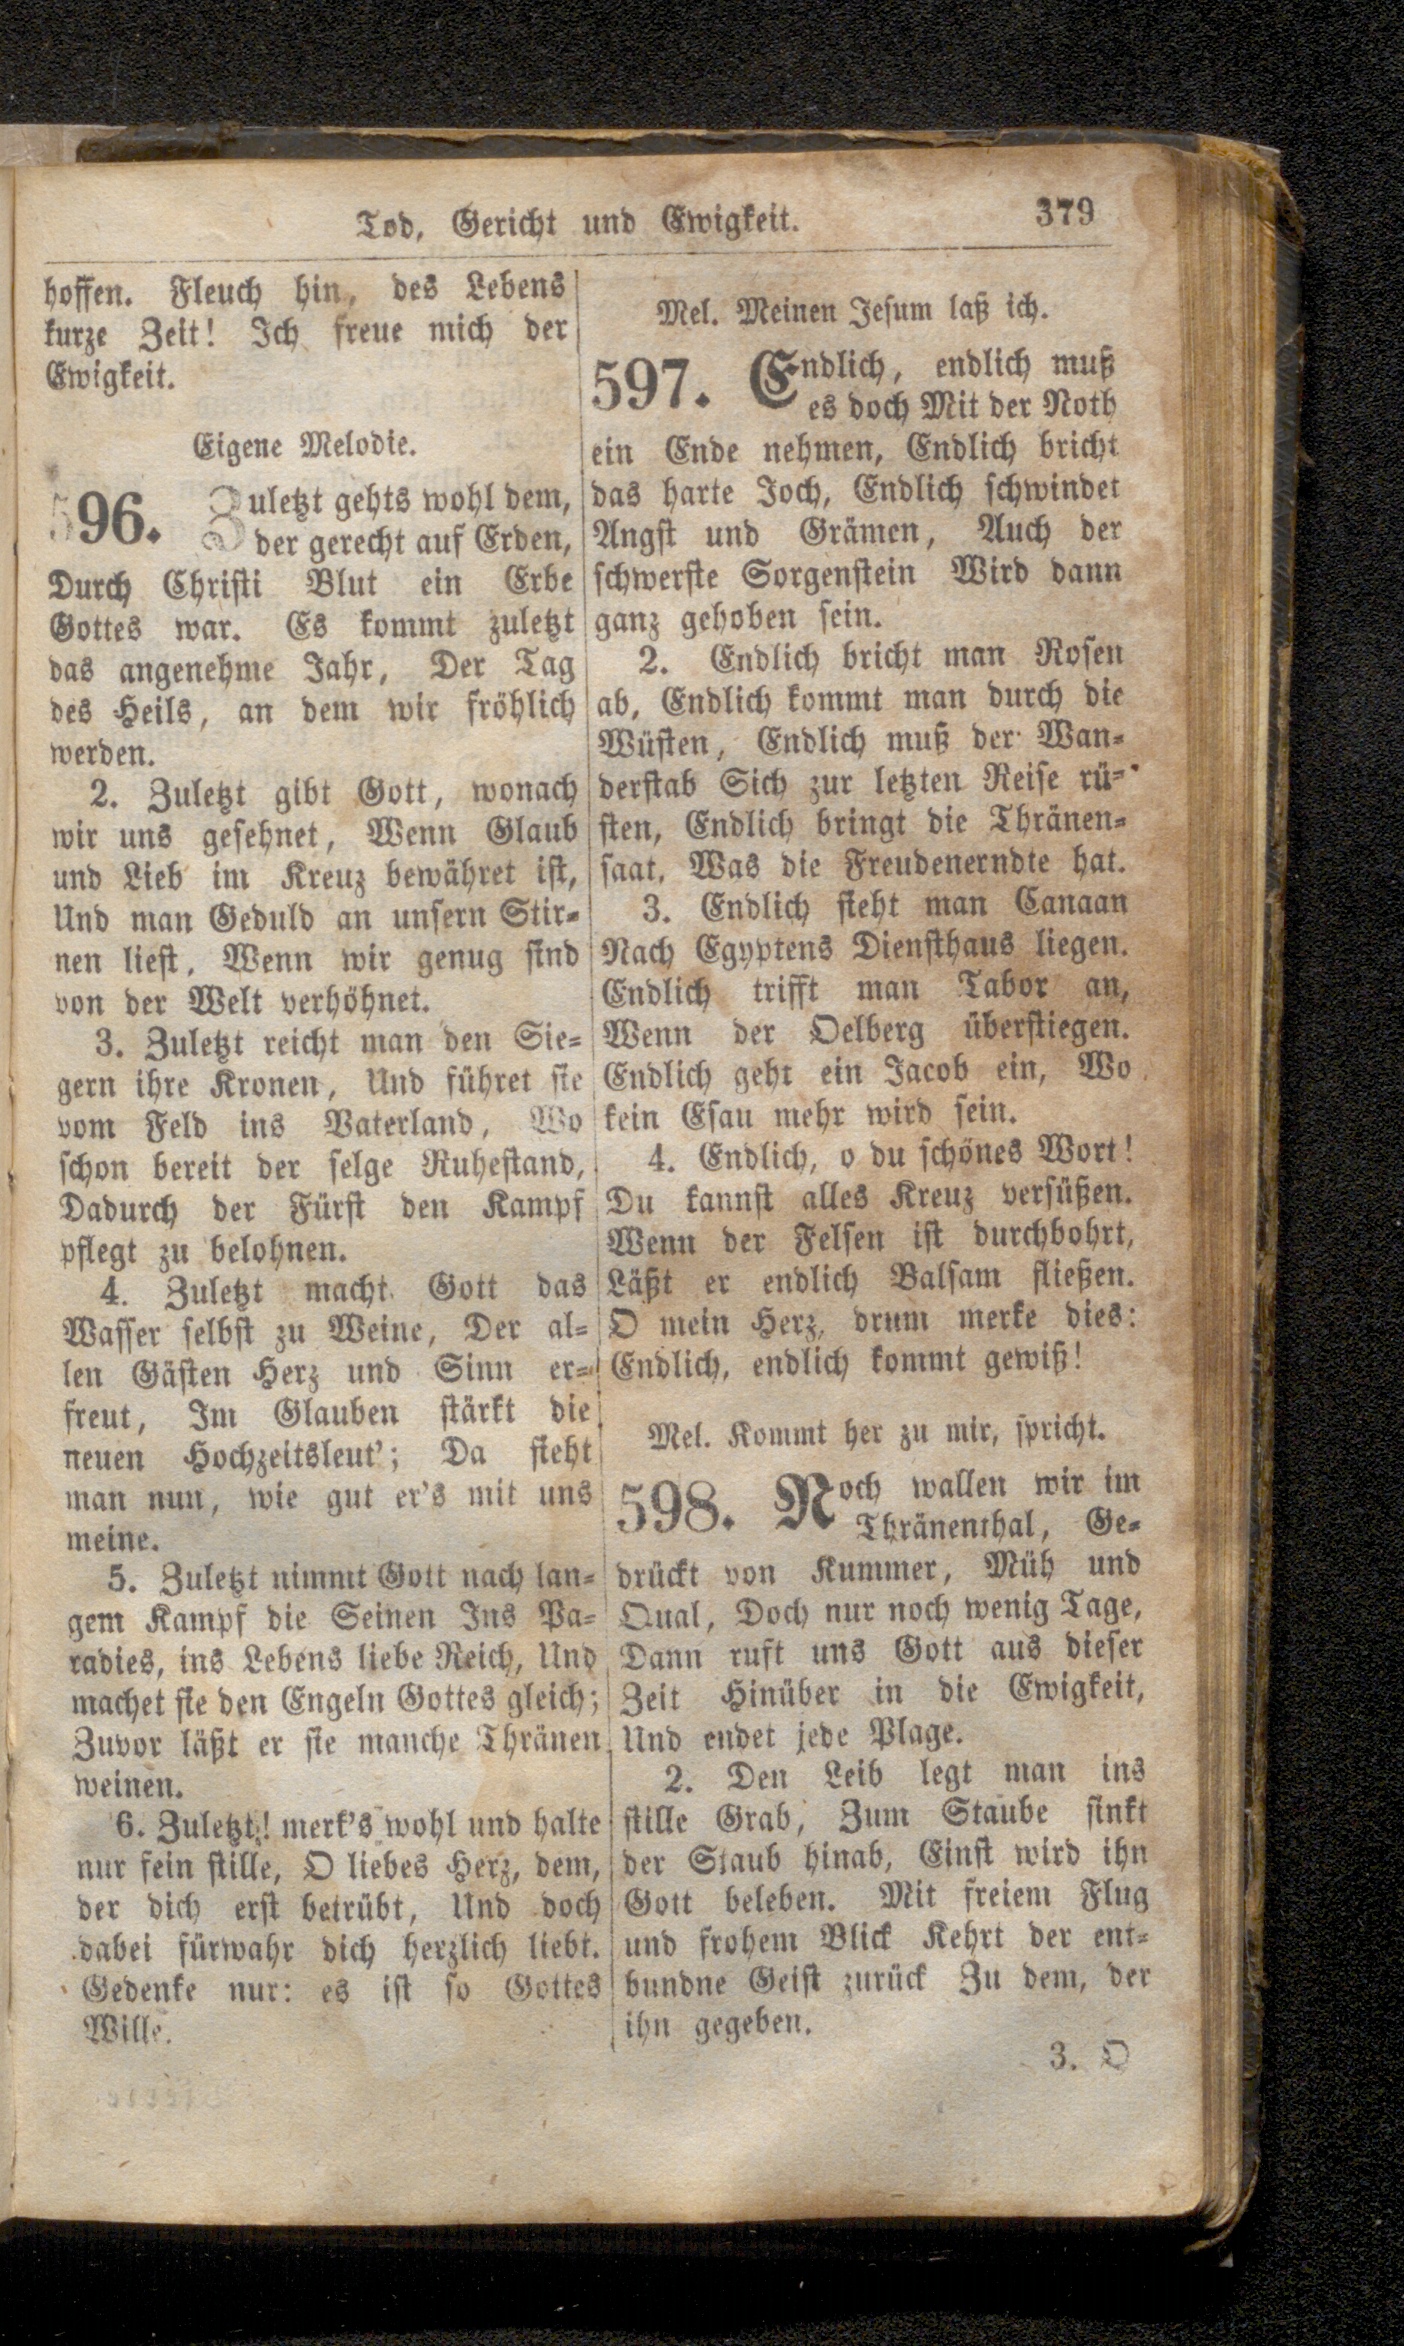 Tod, Gericht und Ewigkeit. 379
hoffen. Fleuch hin, des Lebens
kurze Zeit! Ich freue mich der
Ewigkeit.
Eigene Melodie.
596. Zuletzt gehts wohl dem,
der gerecht auf Erden,
Durch Christi Blut ein Erbe
Gottes war. Es kommt zuletzt
das angenehme Jahr, Der Tag
des Heils, an dem wir fröhlich
werden.
2. Zuletzt gibt Gott, wonach
wir uns gesehnet, Wenn Glaub
und Lieb im Kreuz bewähret ist,
Und man Geduld an unsern Stir-
nen liest, Wenn wir genug sind
von der Welt verhöhnet.
3. Zuletzt reicht man den Sie-
gern ihre Kronen, Und führet sie
vom Feld ins Vaterland, Wo
schon bereit der selge Ruhestand,
Dadurch der Fürst den Kampf
pflegt zu belohnen.
4. Zuletzt macht Gott das
Wasser selbst zu Weine, Der al-
len Gästen Herz und Sinn er-
freut, Im Glauben stärkt die
neuen Hochzeitsleut'; Da sieht
man nun, wie gut er's mit uns
meine.
5. Zuletzt nimmt Gott nach lan-
gem Kampf die Seinen Ins Pa-
radies, ins Lebens liebe Reich, Und
machet sie den Engeln Gottes gleich;
Zuvor läßt er sie manche Thränen
weinen.
6. Zuletzt! merk's wohl und halte
nur fein stille, O liebes Herz, dem,
der dich erst betrübt, Und doch
dabei fürwahr dich herzlich liebt.
Gedenke nur: es ist so Gottes
Wille.
Mel. Meinen Jesum laß ich.
597. Endlich, endlich muß
es doch Mit der Noth
ein Ende nehmen, Endlich bricht
das harte Joch, Endlich schwindet
Angst und Grämen, Auch der
schwerste Sorgenstein Wird dann
ganz gehoben sein.
2. Endlich bricht man Rosen
ab, Endlich kommt man durch die
Wüsten, Endlich muß der Wan-
derstab Sich zur letzten Reise rü-
sten, Endlich bringt die Thränen-
saat, Was die Freudenerndte hat.
3. Endlich sieht man Canaan
Nach Egyptens Diensthaus liegen.
Endlich trifft man Tabor an,
Wenn der Oelberg überstiegen.
Endlich geht ein Jacob ein, Wo
kein Esau mehr wird sein.
4. Endlich, o du schönes Wort!
Du kannst alles Kreuz versüßen.
Wenn der Felsen ist durchbohrt,
Läßt er endlich Balsam fließen.
O mein Herz, drum merke dies:
Endlich, endlich kommt gewiß!
Mel. Kommt her zu mir, spricht.
598. Noch wallen wir im
Thränenthal, Ge-
drückt von Kummer, Müh und
Qual, Doch nur noch wenig Tage,
Dann ruft uns Gott aus dieser
Zeit Hinüber in die Ewigkeit,
Und endet jede Plage.
2. Den Leib legt man ins
stille Grab, Zum Staube sinkt
der Staub hinab, Einst wird ihn
Gott beleben. Mit freiem Flug
und frohem Blick Kehrt der ent-
bundne Geist zurück Zu dem, der
ihn gegeben.
3. O